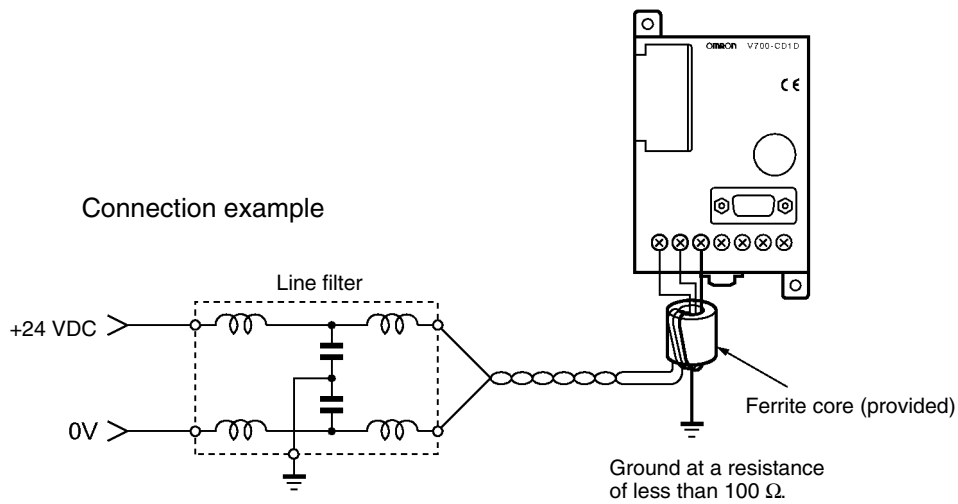 OMRON V700-CD1D
CE
Connection example
Line filter
+24 VDC
0V
Ferrite core (provided)
Ground at a resistance
of less than 100 Ω.